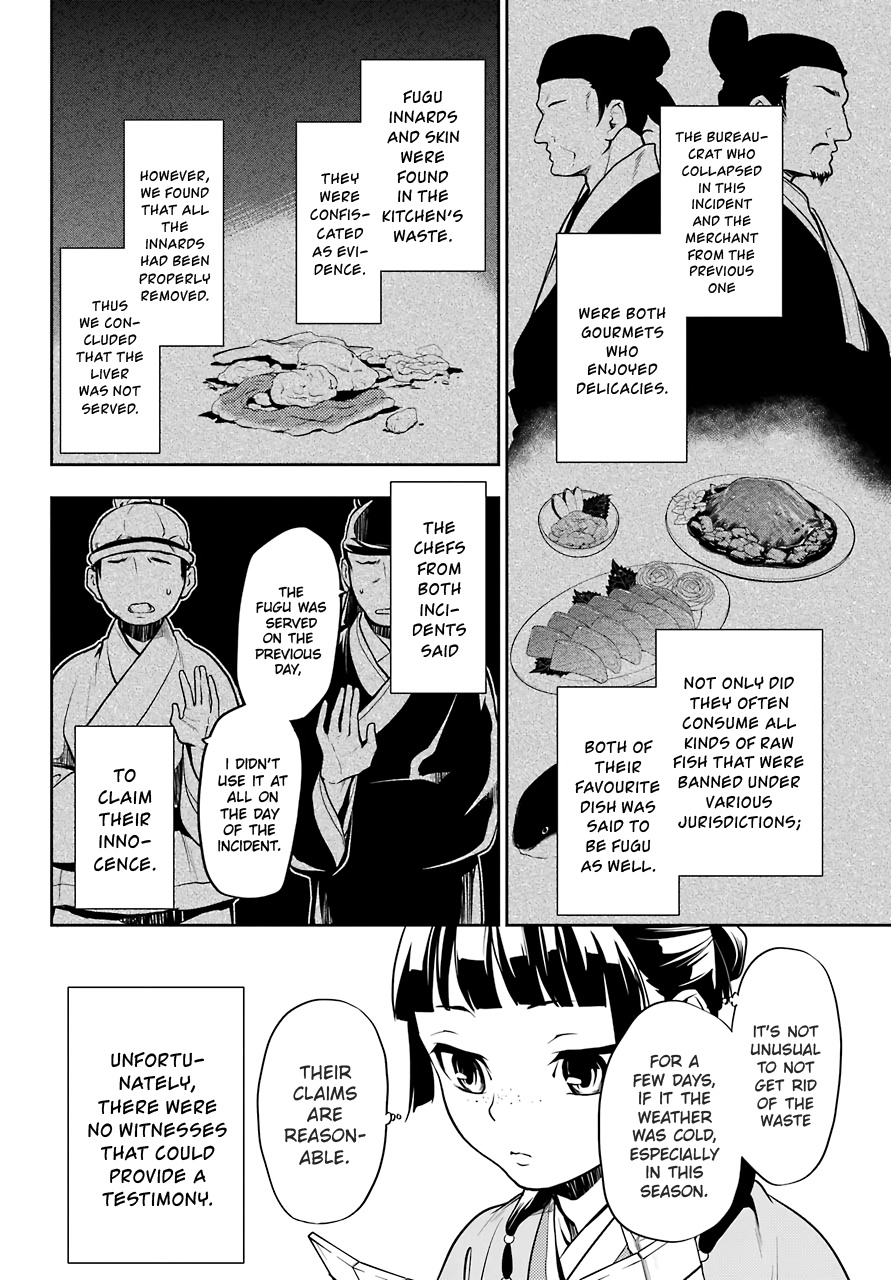 THE BUREAU-
CRAT WHO
COLLAPSED
IN THIS
INCIDENT
AND THE
MERCHANT
FROM THE
PREVIOUS
ONE
WERE BOTH
GOURMETS
WHO
ENJOYED
DELICACIES.
NOT ONLY DID
THEY OFTEN
CONSUME ALL
KINDS OF RAW
FISH THAT WERE
BANNED UNDER
VARIOUS
JURISDICTIONS;
BOTH OF
THEIR
FAVOURITE
DISH WAS
SAID TO
BE FUGU
AS WELL.
FUGU
INNARDS
AND SKIN
WERE
FOUND
IN THE
KITCHEN'S
WASTE.
THEY
WERE
CONFIS-
CATED
AS EVI-
DENCE.
HOWEVER,
WE FOUND
THAT ALL
THE
INNARDS
HAD BEEN
PROPERLY
REMOVED.
THUS
WE CON-
CLUDED
THAT THE
LIVER
WAS NOT
SERVED.
THE
CHEFS
FROM
BOTH
INCI-
DENTS
SAID
THE
FUGU WAS
SERVED
ON THE
PREVIOUS
DAY,
I DIDN'T
USE IT AT
ALL ON
THE DAY
OF THE
INCIDENT.
TO
CLAIM
THEIR
INNO-
CENCE.
IT'S NOT
UNUSUAL
TO NOT
GET RID
OF THE
WASTE
FOR A
FEW DAYS,
IF IT THE
WEATHER
WAS COLD,
ESPECIALLY
IN THIS
SEASON.
THEIR
CLAIMS
ARE
REASON-
ABLE.
UNFORTU-
NATELY,
THERE WERE
NO WITNESSES
THAT COULD
PROVIDE A
TESTIMONY.